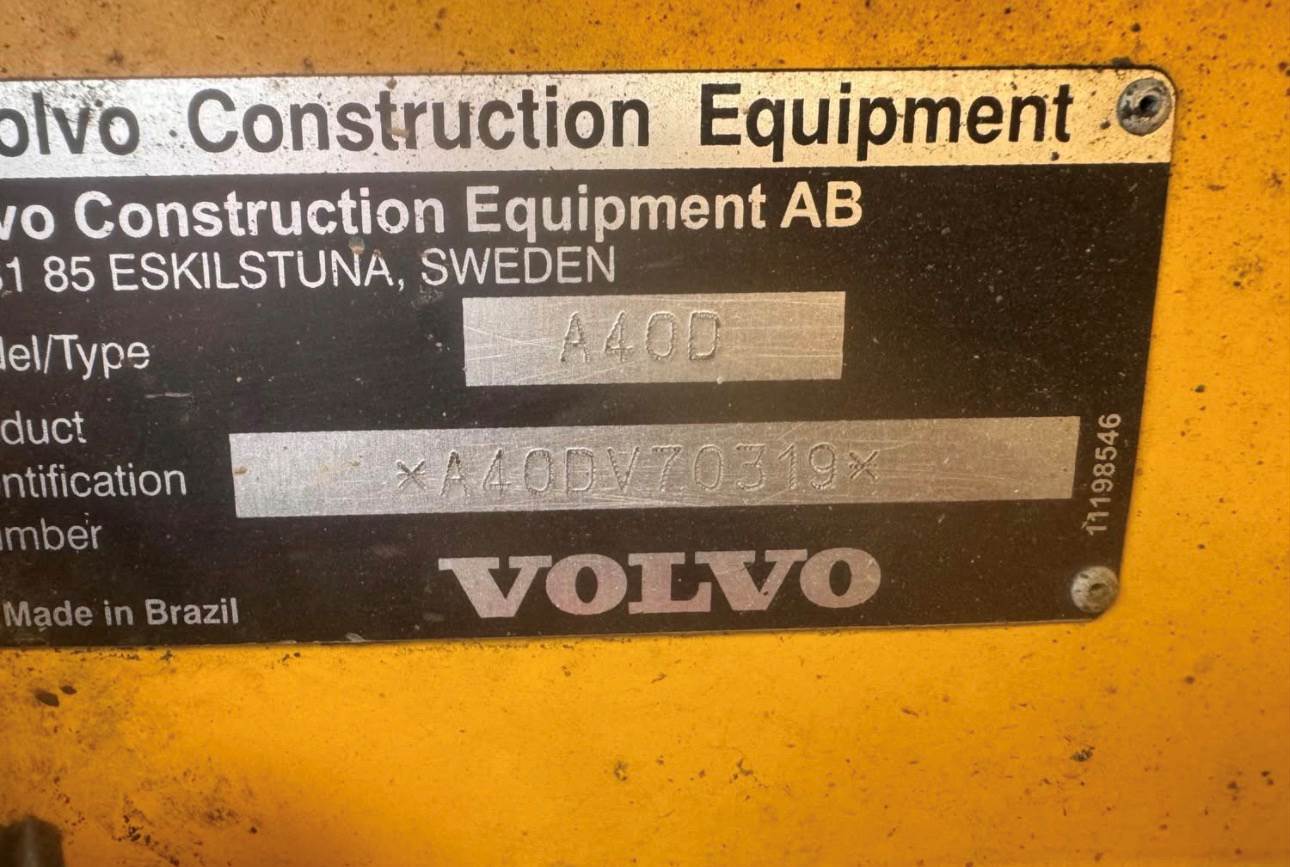 olvo Construction Equipment
vo Construction Equipment AB
31 85 ESKILSTUNA, SWEDEN
del/Type
A40D
duct
ntification
mber
*A40DV70319*
11198546
Made in Brazil
VOLVO